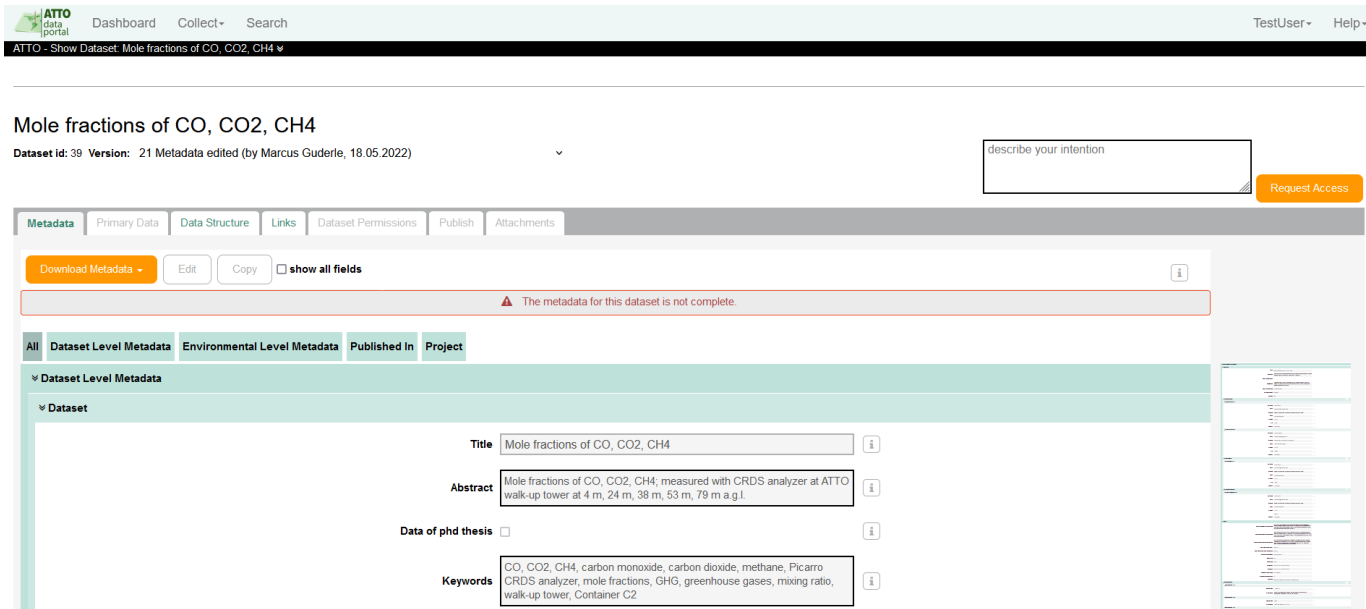 ATTO
data
portal
Dashboard Collect Search TestUser Help
ATTO - Show Dataset: Mole fractions of CO, CO2, CH4
Mole fractions of CO, CO2, CH4
Dataset id: 39 Version: 21 Metadata edited (by Marcus Guderle, 18.05.2022)
describe your intention
Request Access
Metadata Primary Data Data Structure Links Dataset Permissions Publish Attachments
Download Metadata Edit Copy show all fields
i
The metadata for this dataset is not complete.
All Dataset Level Metadata Environmental Level Metadata Published In Project
Dataset Level Metadata
Dataset
Title Mole fractions of CO, CO2, CH4 i
Abstract Mole fractions of CO, CO2, CH4; measured with CRDS analyzer at ATTO
walk-up tower at 4 m, 24 m, 38 m, 53 m, 79 m a.g.l. i
Data of phd thesis i
Keywords CO, CO2, CH4, carbon monoxide, carbon dioxide, methane, Picarro
CRDS analyzer, mole fractions, GHG, greenhouse gases, mixing ratio,
walk-up tower, Container C2 i